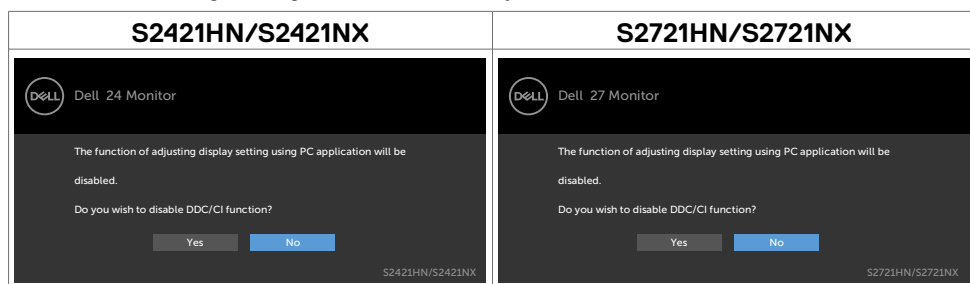 S2421HN/S2421NX
S2721HN/S2721NX
DELL
Dell 24 Monitor
The function of adjusting display setting using PC application will be
disabled.
Do you wish to disable DDC/CI function?
Yes
No
S2421HN/S2421NX
DELL
Dell 27 Monitor
The function of adjusting display setting using PC application will be
disabled.
Do you wish to disable DDC/CI function?
Yes
No
S2721HN/S2721NX